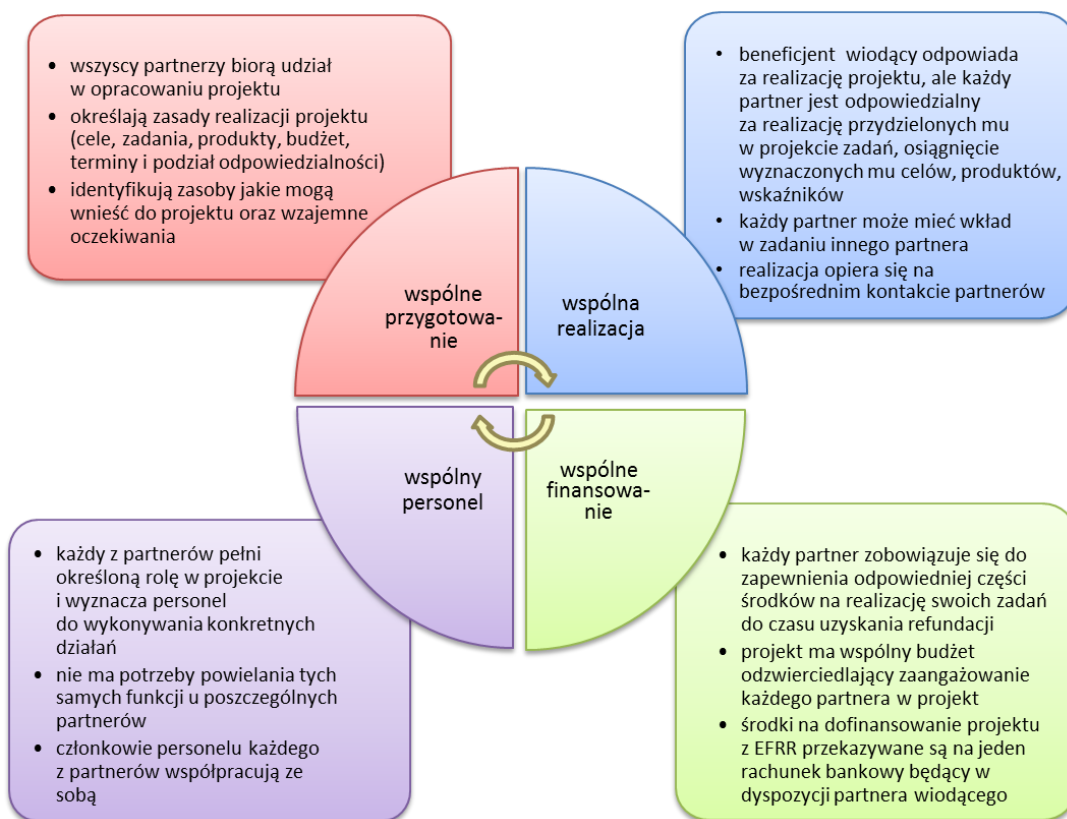 • wszyscy partnerzy biorą udział
w opracowaniu projektu
• określają zasady realizacji projektu
(cele, zadania, produkty, budżet,
terminy i podział odpowiedzialności)
• identyfikują zasoby jakie mogą
wnieść do projektu oraz wzajemne
oczekiwania
• beneficjent wiodący odpowiada
za realizację projektu, ale każdy
partner jest odpowiedzialny
za realizację przydzielonych mu
w projekcie zadań, osiągnięcie
wyznaczonych mu celów, produktów,
wskaźników
• każdy partner może mieć wkład
w zadaniu innego partnera
• realizacja opiera się na
bezpośrednim kontakcie partnerów
wspólne
przygotowa-
nie
wspólna
realizacja
wspólny
personel
wspólne
finansowa-
nie
• każdy z partnerów pełni
określoną rolę w projekcie
i wyznacza personel
do wykonywania konkretnych
działań
• nie ma potrzeby powielania tych
samych funkcji u poszczególnych
partnerów
• członkowie personelu każdego
z partnerów współpracują ze
sobą
• każdy partner zobowiązuje się do
zapewnienia odpowiedniej części
środków na realizację swoich zadań
do czasu uzyskania refundacji
• projekt ma wspólny budżet
odzwierciedlający zaangażowanie
każdego partnera w projekt
• środki na dofinansowanie projektu
z EFRR przekazywane są na jeden
rachunek bankowy będący w
dyspozycji partnera wiodącego